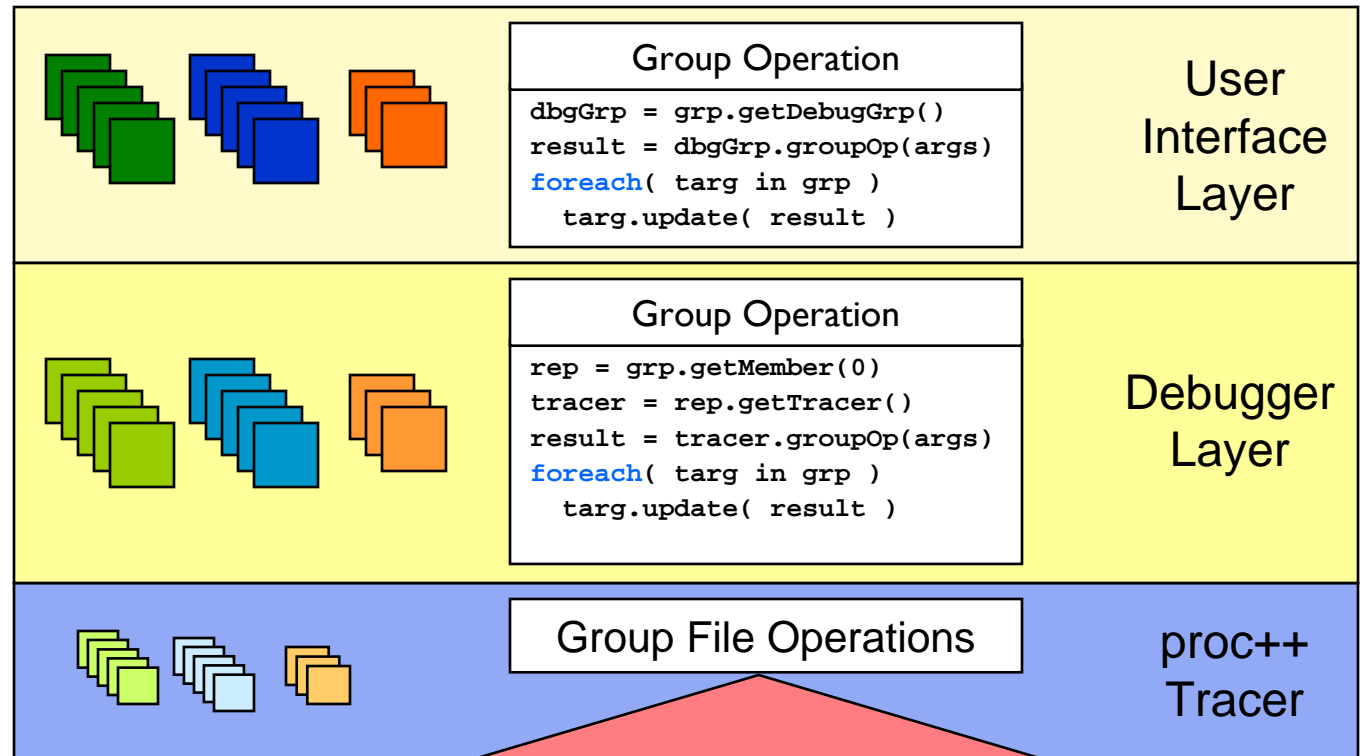 Group Operation
dbgGrp = grp.getDebugGrp()
result = dbgGrp.groupOp(args)
foreach( targ in grp )
  targ.update( result )
User
Interface
Layer
Group Operation
rep = grp.getMember(0)
tracer = rep.getTracer()
result = tracer.groupOp(args)
foreach( targ in grp )
  targ.update( result )
Debugger
Layer
Group File Operations
proc++
Tracer